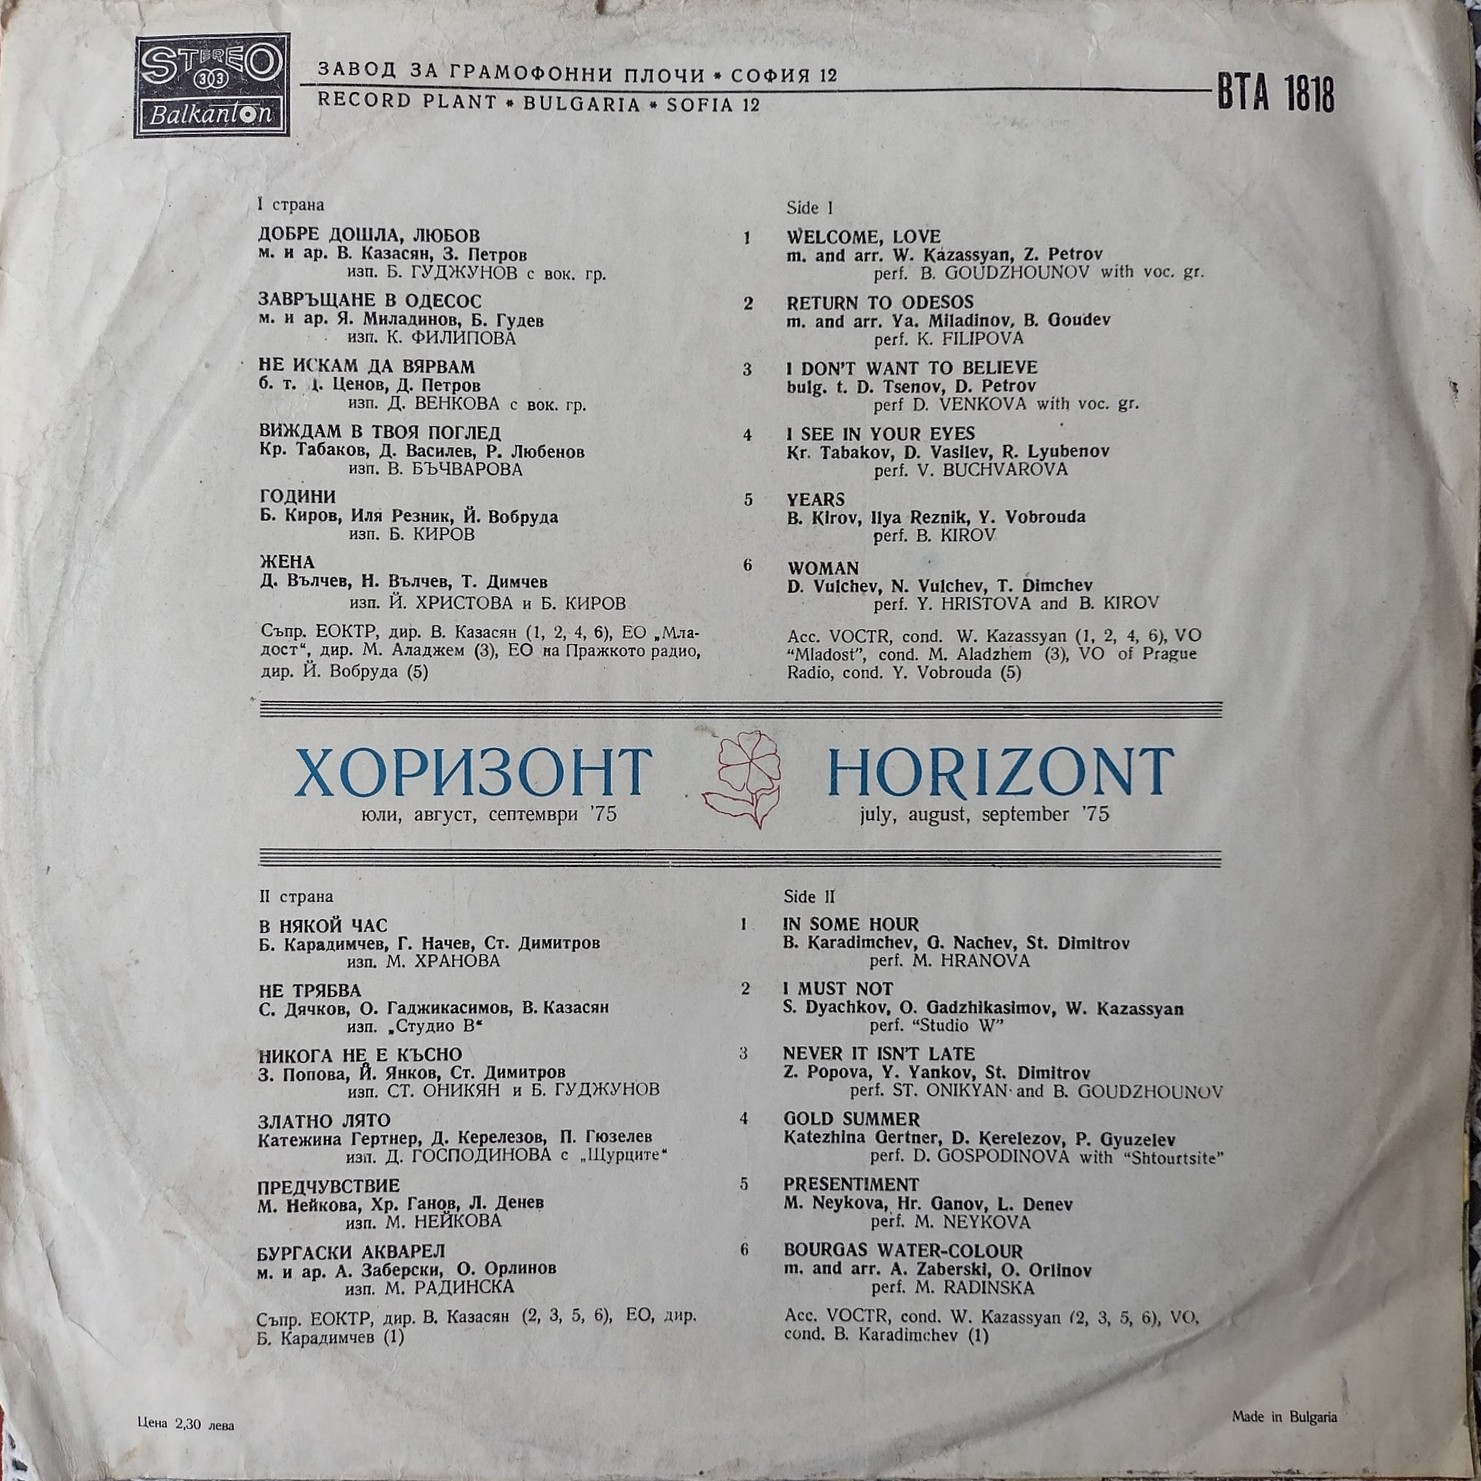 STEREO
33
Balkanton
ЗАВОД ЗА ГРАМОФОННИ ПЛОЧИ * СОФИЯ 12
RECORD PLANT * BULGARIA * SOFIA 12
ВТА 1818
I страна
ДОБРЕ ДОШЛА, ЛЮБОВ
м. и ар. В. Казасян, З. Петров
изп. Б. ГУДЖУНОВ с вок. гр.
ЗАВРЪЩАНЕ В ОДЕСОС
м. и ар. Я. Миладинов, Б. Гудев
изп. К. ФИЛИПОВА
НЕ ИСКАМ ДА ВЯРВАМ
б. т. Д. Ценов, Д. Петров
изп. Д. ВЕНКОВА с вок. гр.
ВИЖДАМ В ТВОЯ ПОГЛЕД
Кр. Табаков, Д. Василев, Р. Любенов
изп. В. БЪЧВАРОВА
ГОДИНИ
Б. Киров, Иля Резник, Й. Вобруда
изп. Б. КИРОВ
ЖЕНА
Д. Вълчев, Н. Вълчев, Т. Димчев
изп. Й. ХРИСТОВА и Б. КИРОВ
Съпр. ЕОКТР, дир. В. Казасян (1, 2, 4, 6), ЕО „Мла-
дост“, дир. М. Аладжем (3), ЕО на Пражкото радио,
дир. Й. Вобруда (5)
Side I
1 WELCOME, LOVE
m. and arr. W. Kazassyan, Z. Petrov
perf. B. GOUDZHOUNOV with voc. gr.
2 RETURN TO ODESOS
m. and arr. Ya. Miladinov, B. Goudev
perf. K. FILIPOVA
3 I DON'T WANT TO BELIEVE
bulg. t. D. Tsenov, D. Petrov
perf D. VENKOVA with voc. gr.
4 I SEE IN YOUR EYES
Kr. Tabakov, D. Vasilev, R. Lyubenov
perf. V. BUCHVAROVA
5 YEARS
B. Kirov, Ilya Reznik, Y. Vobrouda
perf. B. KIROV
6 WOMAN
D. Vulchev, N. Vulchev, T. Dimchev
perf. Y. HRISTOVA and B. KIROV
Acc. VOCTR, cond. W. Kazassyan (1, 2, 4, 6), VO
“Mladost”, cond. M. Aladzhem (3), VO of Prague
Radio, cond. Y. Vobrouda (5)
ХОРИЗОНТ
юли, август, септември '75
HORIZONT
july, august, september '75
II страна
В НЯКОЙ ЧАС
Б. Карадимчев, Г. Начев, Ст. Димитров
изп. М. ХРАНОВА
НЕ ТРЯБВА
С. Дячков, О. Гаджикасимов, В. Казасян
изп. „Студио В“
НИКОГА НЕ Е КЪСНО
З. Попова, Й. Янков, Ст. Димитров
изп. СТ. ОНИКЯН и Б. ГУДЖУНОВ
ЗЛАТНО ЛЯТО
Катежина Гертнер, Д. Керелезов, П. Гюзелев
изп. Д. ГОСПОДИНОВА с „Щурците“
ПРЕДЧУВСТВИЕ
М. Нейкова, Хр. Ганов, Л. Денев
изп. М. НЕЙКОВА
БУРГАСКИ АКВАРЕЛ
м. и ар. А. Заберски, О. Орлинов
изп. М. РАДИНСКА
Съпр. ЕОКТР, дир. В. Казасян (2, 3, 5, 6), ЕО, дир.
Б. Карадимчев (1)
Side II
1 IN SOME HOUR
B. Karadimchev, G. Nachev, St. Dimitrov
perf. M. HRANOVA
2 I MUST NOT
S. Dyachkov, O. Gadzhikasimov, W. Kazassyan
perf. “Studio W”
3 NEVER IT ISN'T LATE
Z. Popova, Y. Yankov, St. Dimitrov
perf. ST. ONIKYAN and B. GOUDZHOUNOV
4 GOLD SUMMER
Katezhina Gertner, D. Kerelezov, P. Gyuzelev
perf. D. GOSPODINOVA with “Shtourtsite”
5 PRESENTIMENT
M. Neykova, Hr. Ganov, L. Denev
perf. M. NEYKOVA
6 BOURGAS WATER-COLOUR
m. and arr. A. Zaberski, O. Orlinov
perf. M. RADINSKA
Acc. VOCTR, cond. W. Kazassyan (2, 3, 5, 6), VO,
cond. B. Karadimchev (1)
Цена 2,30 лева
Made in Bulgaria